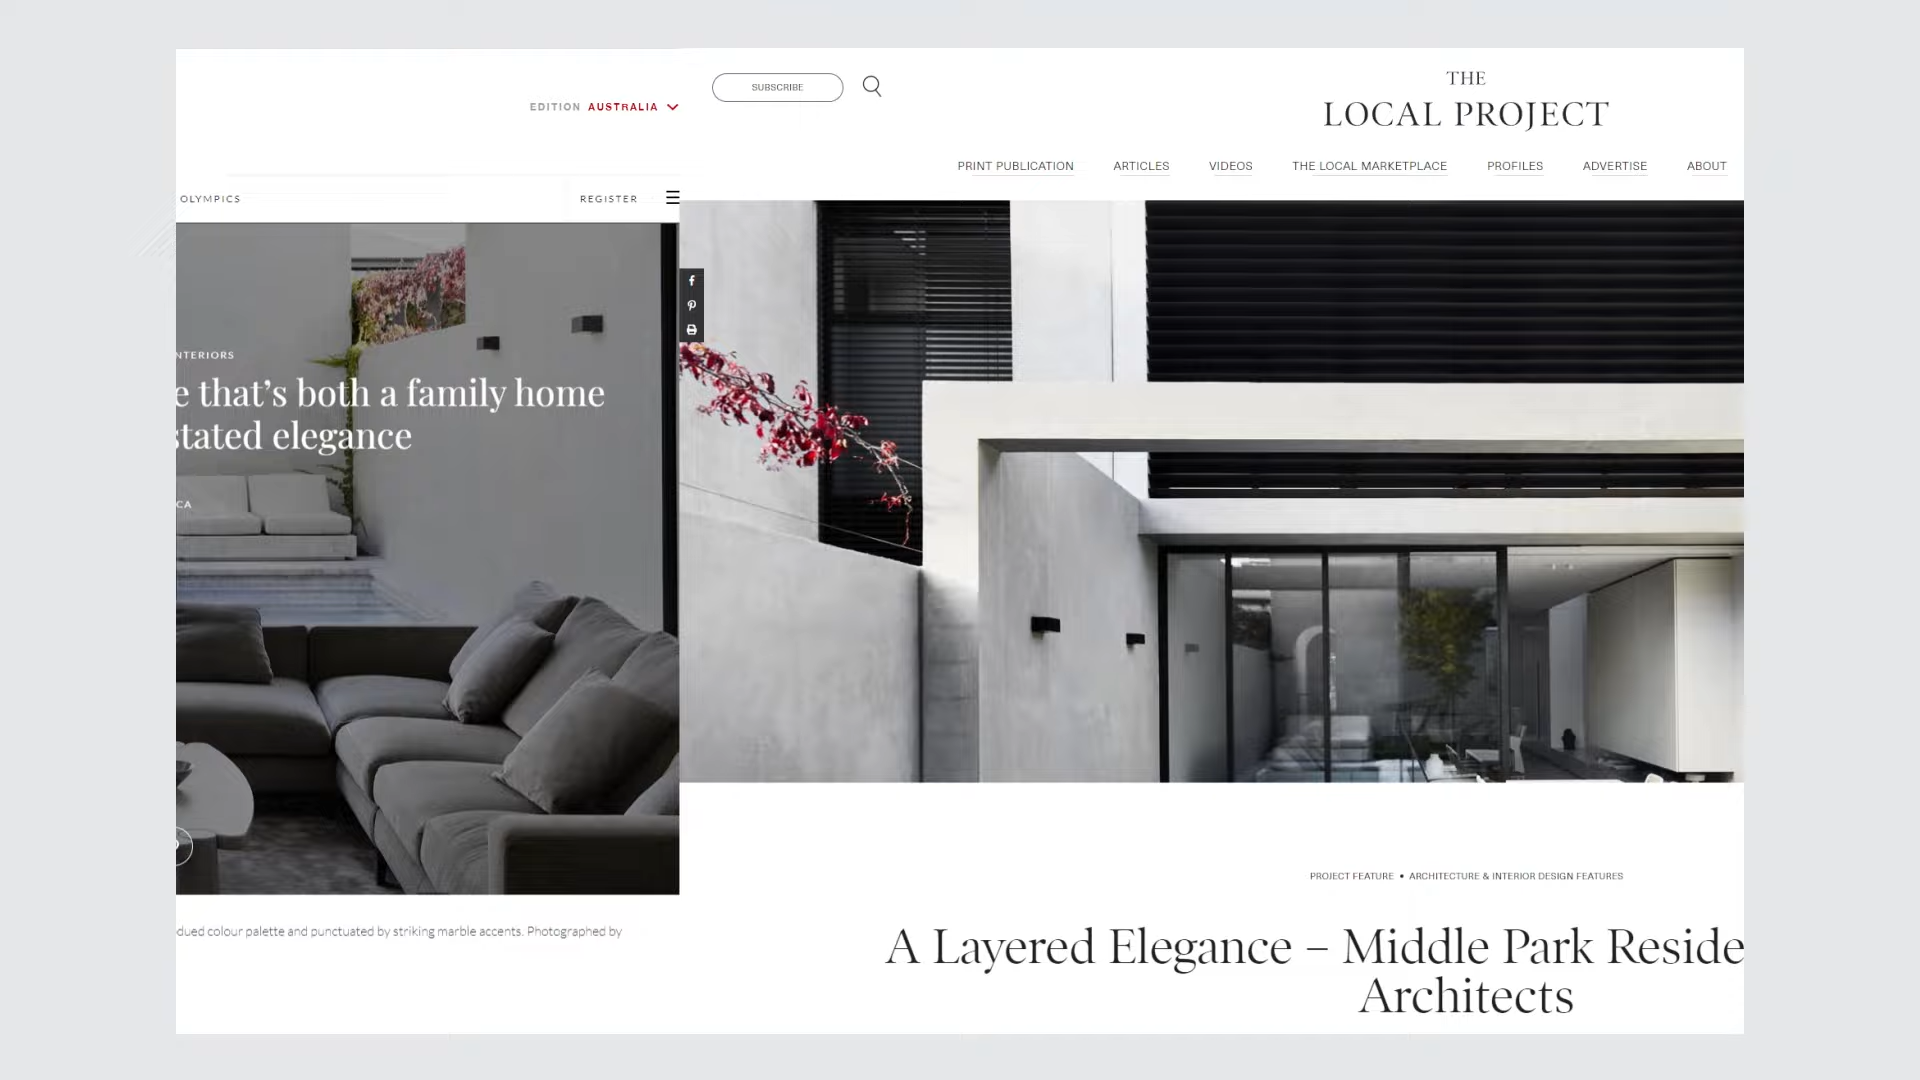 EDITION AUSTRALIA
OLYMPICS
REGISTER
NTERIORS
e that's both a family home
stated elegance
CA
dued colour palette and punctuated by striking marble accents. Photographed by
SUBSCRIBE
THE
LOCAL PROJECT
PRINT PUBLICATION ARTICLES VIDEOS THE LOCAL MARKETPLACE PROFILES ADVERTISE ABOUT
PROJECT FEATURE • ARCHITECTURE & INTERIOR DESIGN FEATURES
A Layered Elegance – Middle Park Reside
Architects